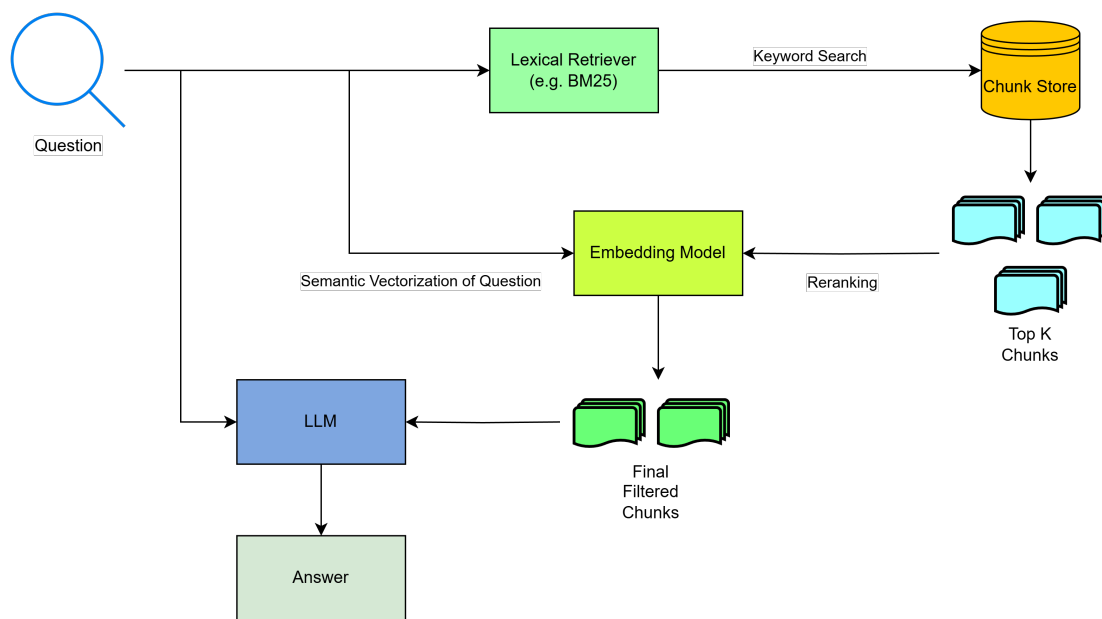 Lexical Retriever
(e.g. BM25)
Keyword Search
Chunk Store
Question
Embedding Model
Semantic Vectorization of Question
Reranking
Top K
Chunks
LLM
Final
Filtered
Chunks
Answer